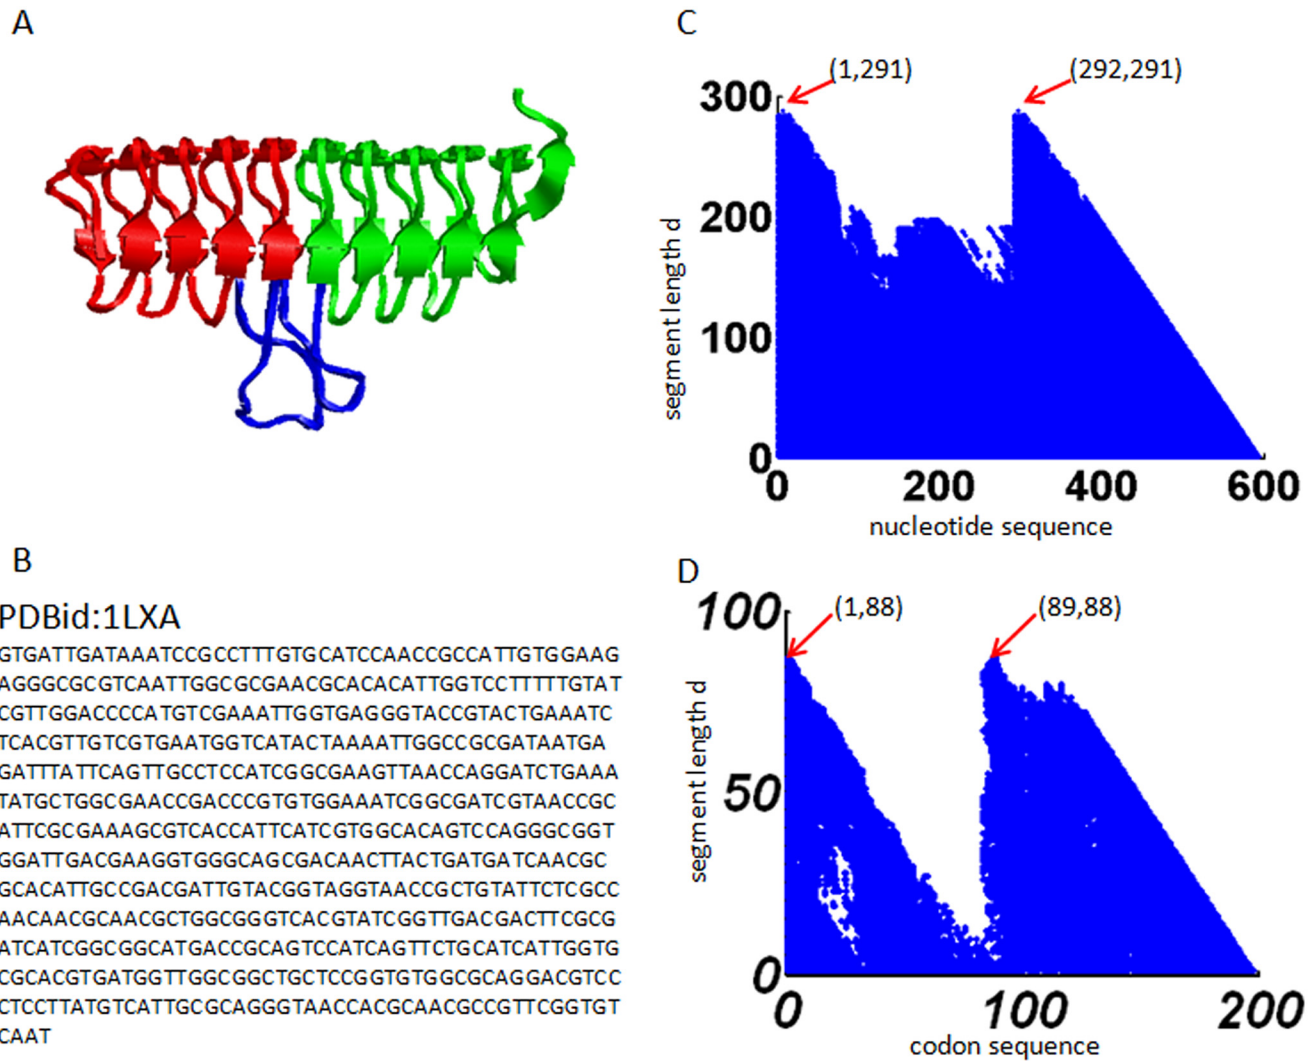 A
C
(1,291)
(292,291)
300
200
100
0
segment length d
0
200
400
600
nucleotide sequence
B
PDBid:1LXA
GTGATTGATAAATCCGCCTTTGTGCATCCAACCGCCATTGTGGAAG
AGGGCGCGTCAATTGGCGCGAACGCACACATTGGTCCTTTTTGTAT
CGTTGGACCCCATGTCGAAATTGGTGAGGGTACCGTACTGAAATC
TCACGTTGTCGTGAATGGTCATACTAAAATTGGCCGCGATAATGA
GATTTATTCAGTTGCCTCCATCGGCGAAGTTAACCAGGATCTGAAA
TATGCTGGCGAACCGACCCGTGTGGAAATCGGCGATCGTAACCGC
ATTCGCGAAAGCGTCACCATTCATCGTGGCACAGTCCAGGGCGGT
GGATTGACGAAGGTGGGCAGCGACAACTTACTGATGATCAACGC
GCACATTGCCGACGATTGTACGGTAGGTAACCGCTGTATTCTCGCC
AACAACGCAACGCTGGCGGGTCACGTATCGGTTGACGACTTCGCG
ATCATCGGCGGCATGACCGCAGTCCATCAGTTCTGCATCATTGGTG
CGCACGTGATGGTTGGCGGCTGCTCCGGTGTGGCGCAGGACGTCC
CTCCTTATGTCATTGCGCAGGGTAACCACGCAACGCCGTTCGGTGT
CAAT
D
(1,88)
(89,88)
100
50
0
segment length d
0
100
200
codon sequence